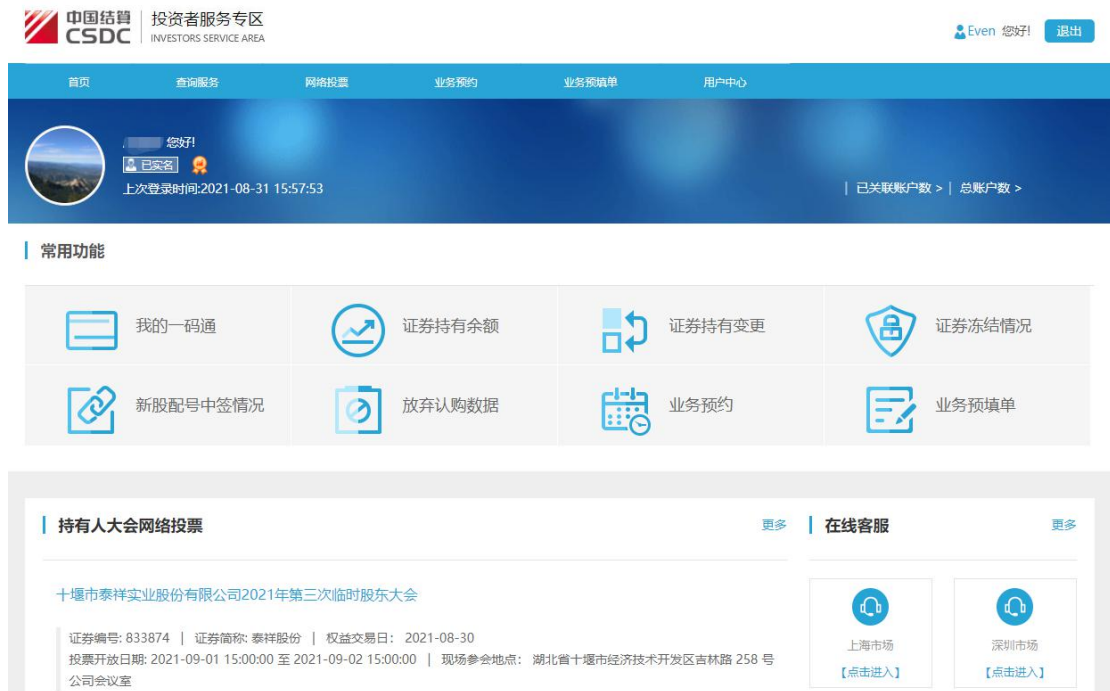 中国结算 投资者服务专区
CSDC INVESTORS SERVICE AREA
Even 您好! 退出
首页 查询服务 网络投票 业务预约 业务预填单 用户中心
您好!
已实名
上次登录时间:2021-08-31 15:57:53
| 已关联账户数 > | 总账户数 >
常用功能
我的一码通 证券持有余额 证券持有变更 证券冻结情况
新股配号中签情况 放弃认购数据 业务预约 业务预填单
持有人大会网络投票 更多
十堰市泰祥实业股份有限公司2021年第三次临时股东大会
证券编号: 833874 | 证券简称: 泰祥股份 | 权益交易日: 2021-08-30
投票开放日期: 2021-09-01 15:00:00 至 2021-09-02 15:00:00 | 现场参会地点: 湖北省十堰市经济技术开发区吉林路 258 号
公司会议室
在线客服 更多
上海市场 深圳市场
【点击进入】 【点击进入】